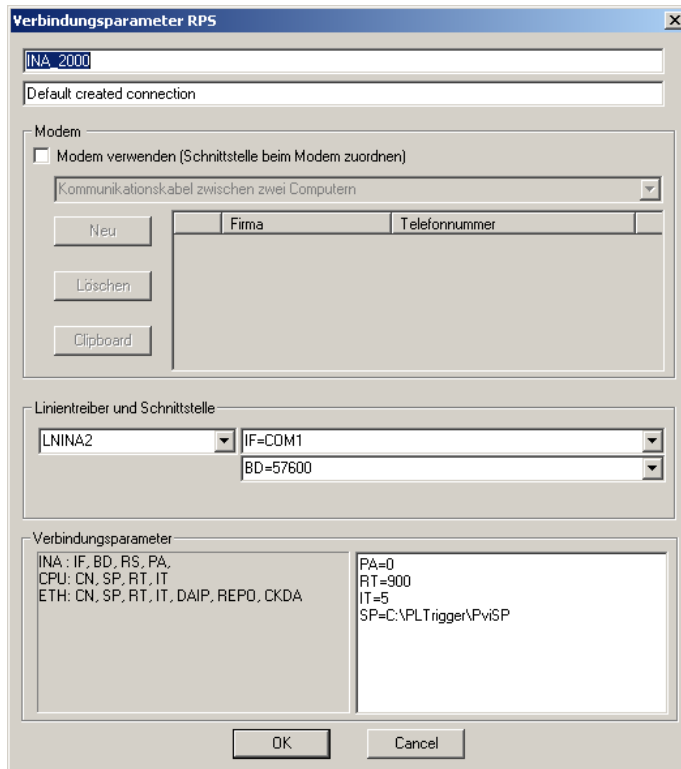 Verbindungsparameter RPS
INA_2000
Default created connection
Modem
Modem verwenden (Schnittstelle beim Modem zuordnen)
Kommunikationskabel zwischen zwei Computern
Neu
Firma Telefonnummer
Löschen
Clipboard
Linientreiber und Schnittstelle
LNINA2 IF=COM1
BD=57600
Verbindungsparameter
INA : IF, BD, RS, PA,
CPU: CN, SP, RT, IT
ETH: CN, SP, RT, IT, DAIP, REPO, CKDA
PA=0
RT=900
IT=5
SP=C:\PLTrigger\PviSP
OK Cancel